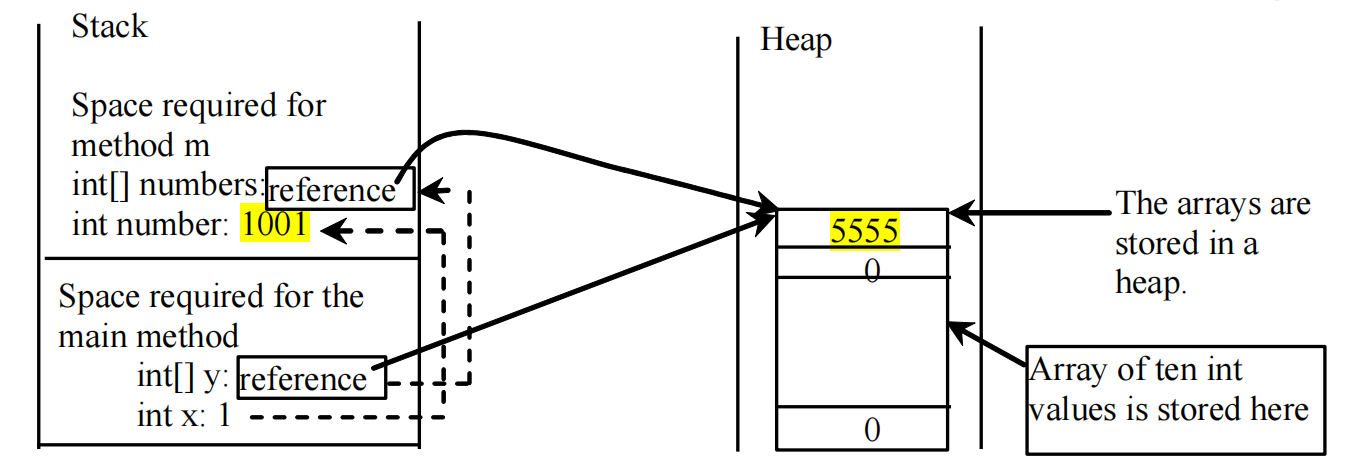 Stack
Space required for
method m
int[] numbers: reference
int number: 1001
Space required for the
main method
int[] y: reference
int x: 1
Heap
5555
0
0
The arrays are
stored in a
heap.
Array of ten int
values is stored here